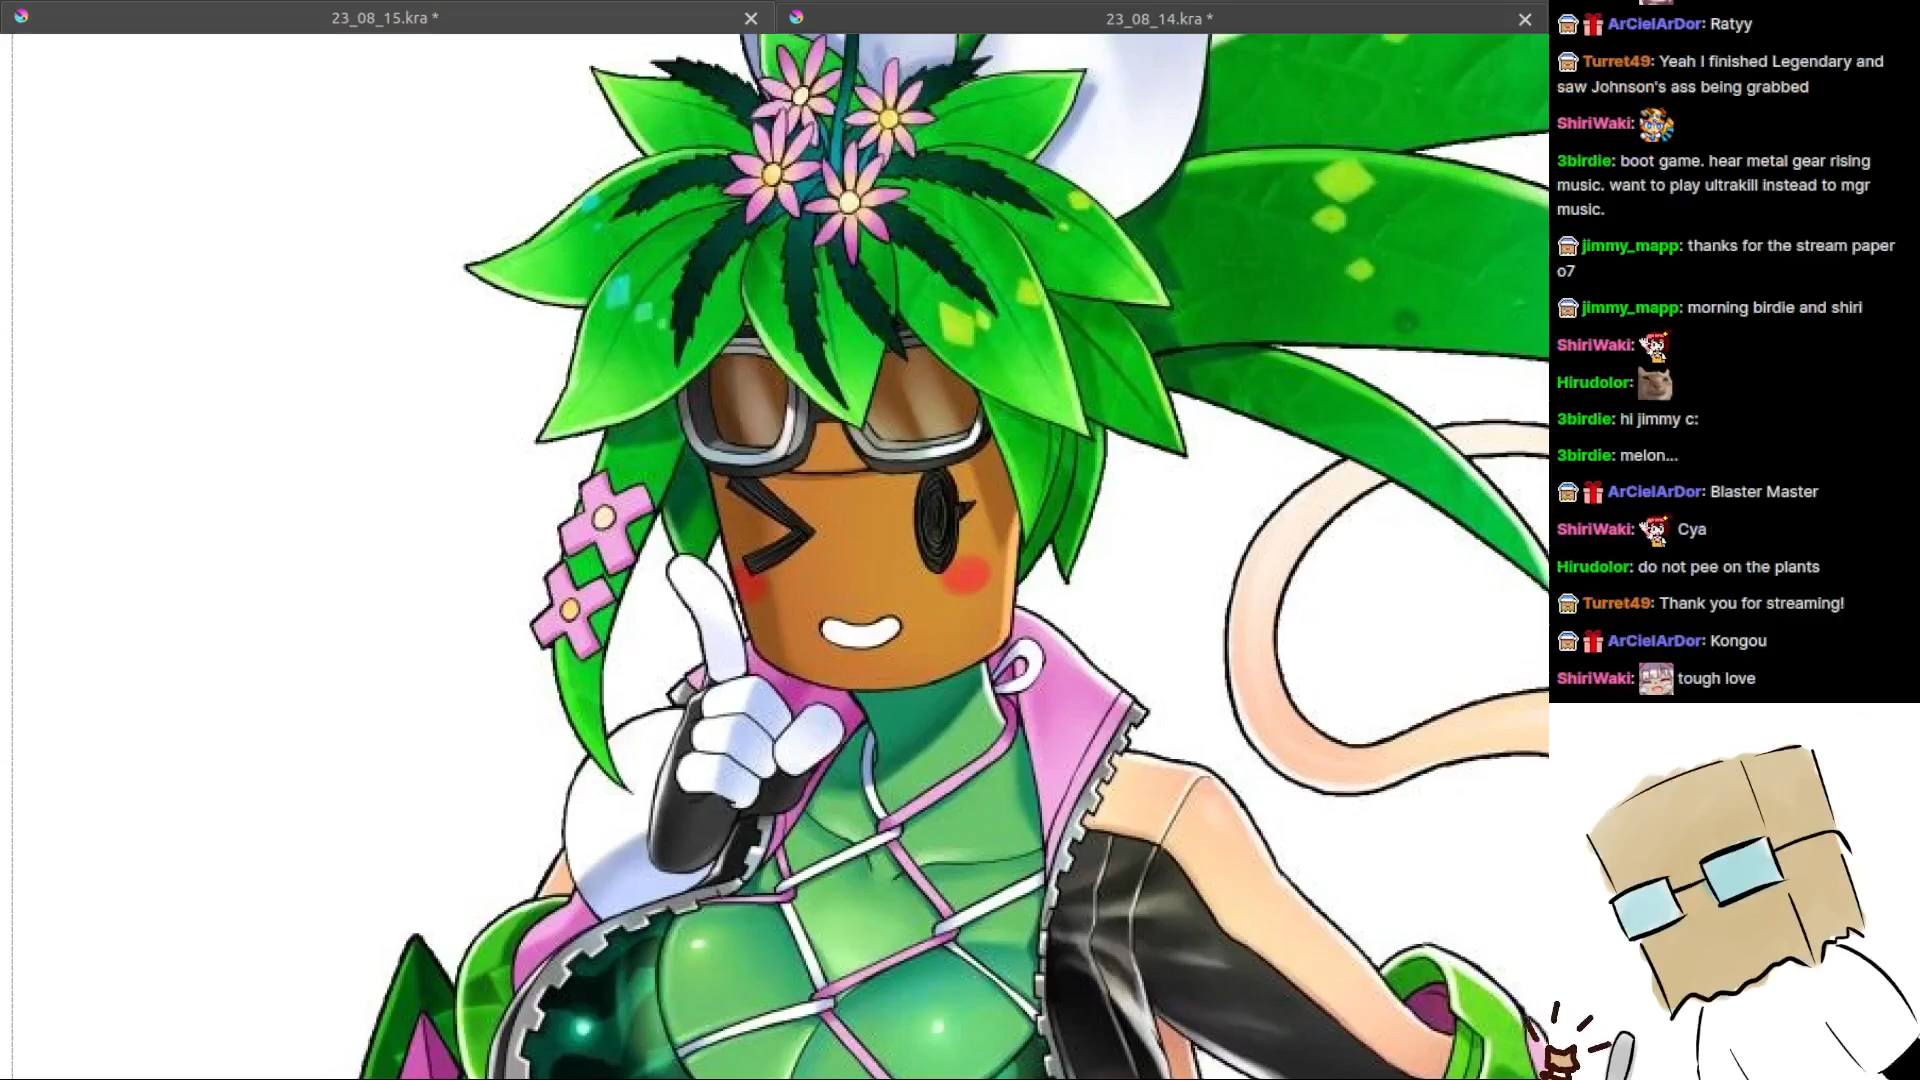 23_08_15.kra *
23_08_14.kra *
ArCielArDor: Ratyy
Turret49: Yeah I finished Legendary and
saw Johnson's ass being grabbed
ShiriWaki:
3birdie: boot game. hear metal gear rising
music. want to play ultrakill instead to mgr
music.
jimmy_mapp: thanks for the stream paper
o7
jimmy_mapp: morning birdie and shiri
ShiriWaki:
Hirudolor:
3birdie: hi jimmy c:
3birdie: melon...
ArCielArDor: Blaster Master
ShiriWaki: Cya
Hirudolor: do not pee on the plants
Turret49: Thank you for streaming!
ArCielArDor: Kongou
ShiriWaki: tough love